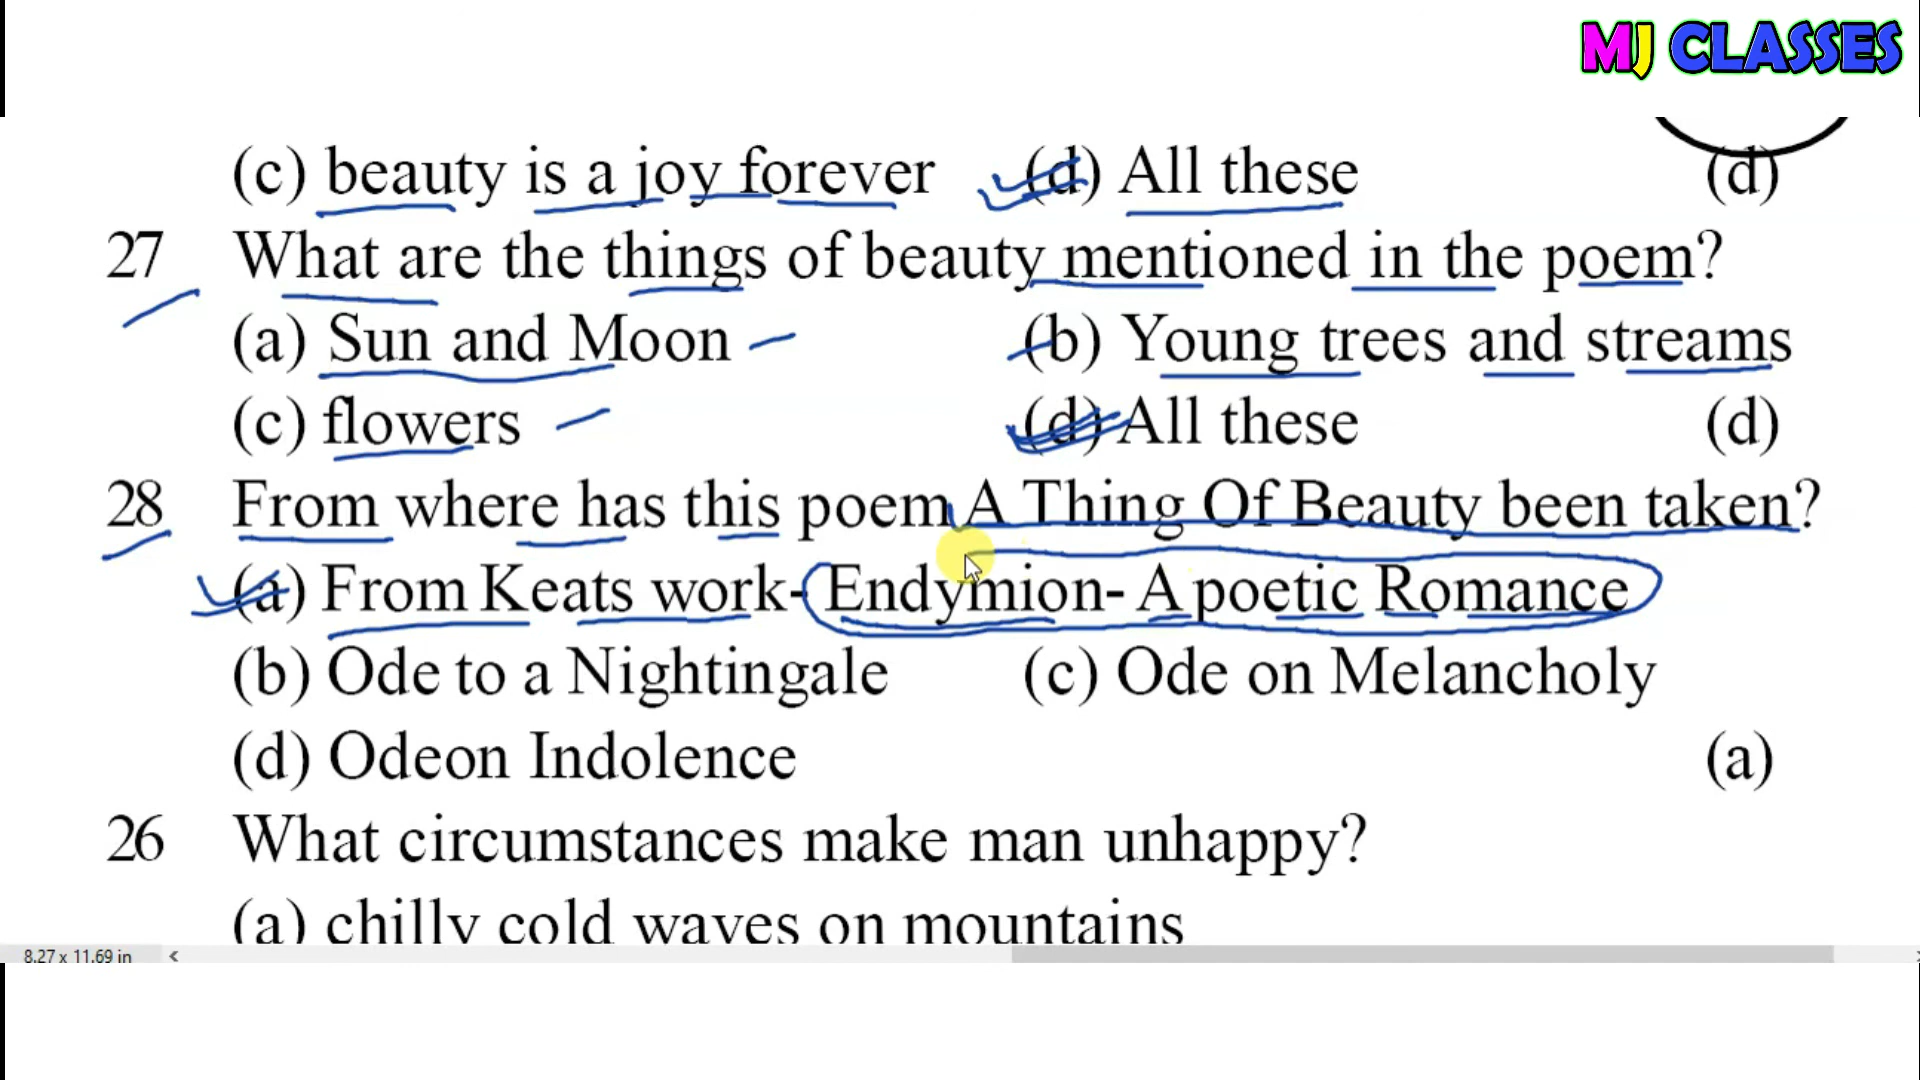 MJ CLASSES
(c) beauty is a joy forever (d) All these (d)
27 What are the things of beauty mentioned in the poem?
(a) Sun and Moon (b) Young trees and streams
(c) flowers (d) All these (d)
28 From where has this poem A Thing Of Beauty been taken?
(a) From Keats work- Endymion- A poetic Romance
(b) Ode to a Nightingale (c) Ode on Melancholy
(d) Odeon Indolence (a)
26 What circumstances make man unhappy?
(a) chilly cold waves on mountains
8.27 x 11.69 in